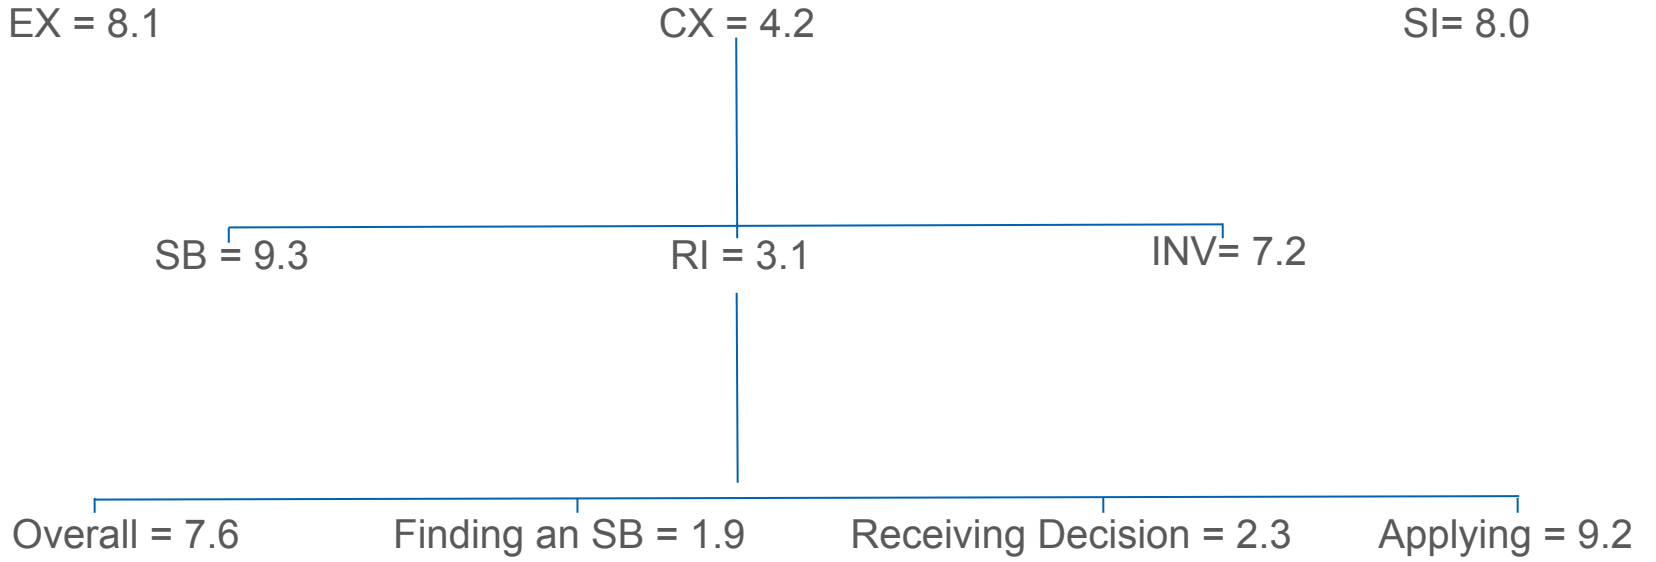 EX = 8.1
CX = 4.2
SI= 8.0
SB = 9.3
RI = 3.1
INV= 7.2
Overall = 7.6
Finding an SB = 1.9
Receiving Decision = 2.3
Applying = 9.2